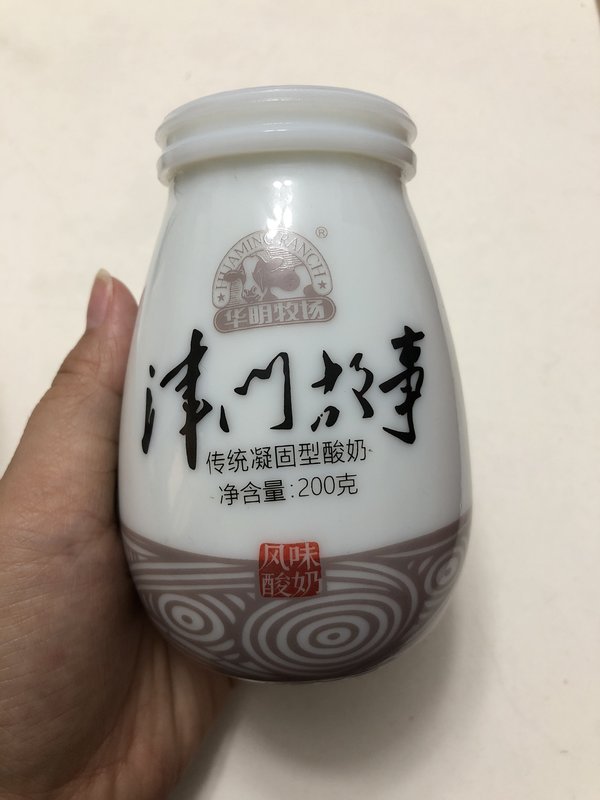 ®
HUAMING RANCH
华明牧场
津门故事
传统凝固型酸奶
净含量:200克
风味
酸奶